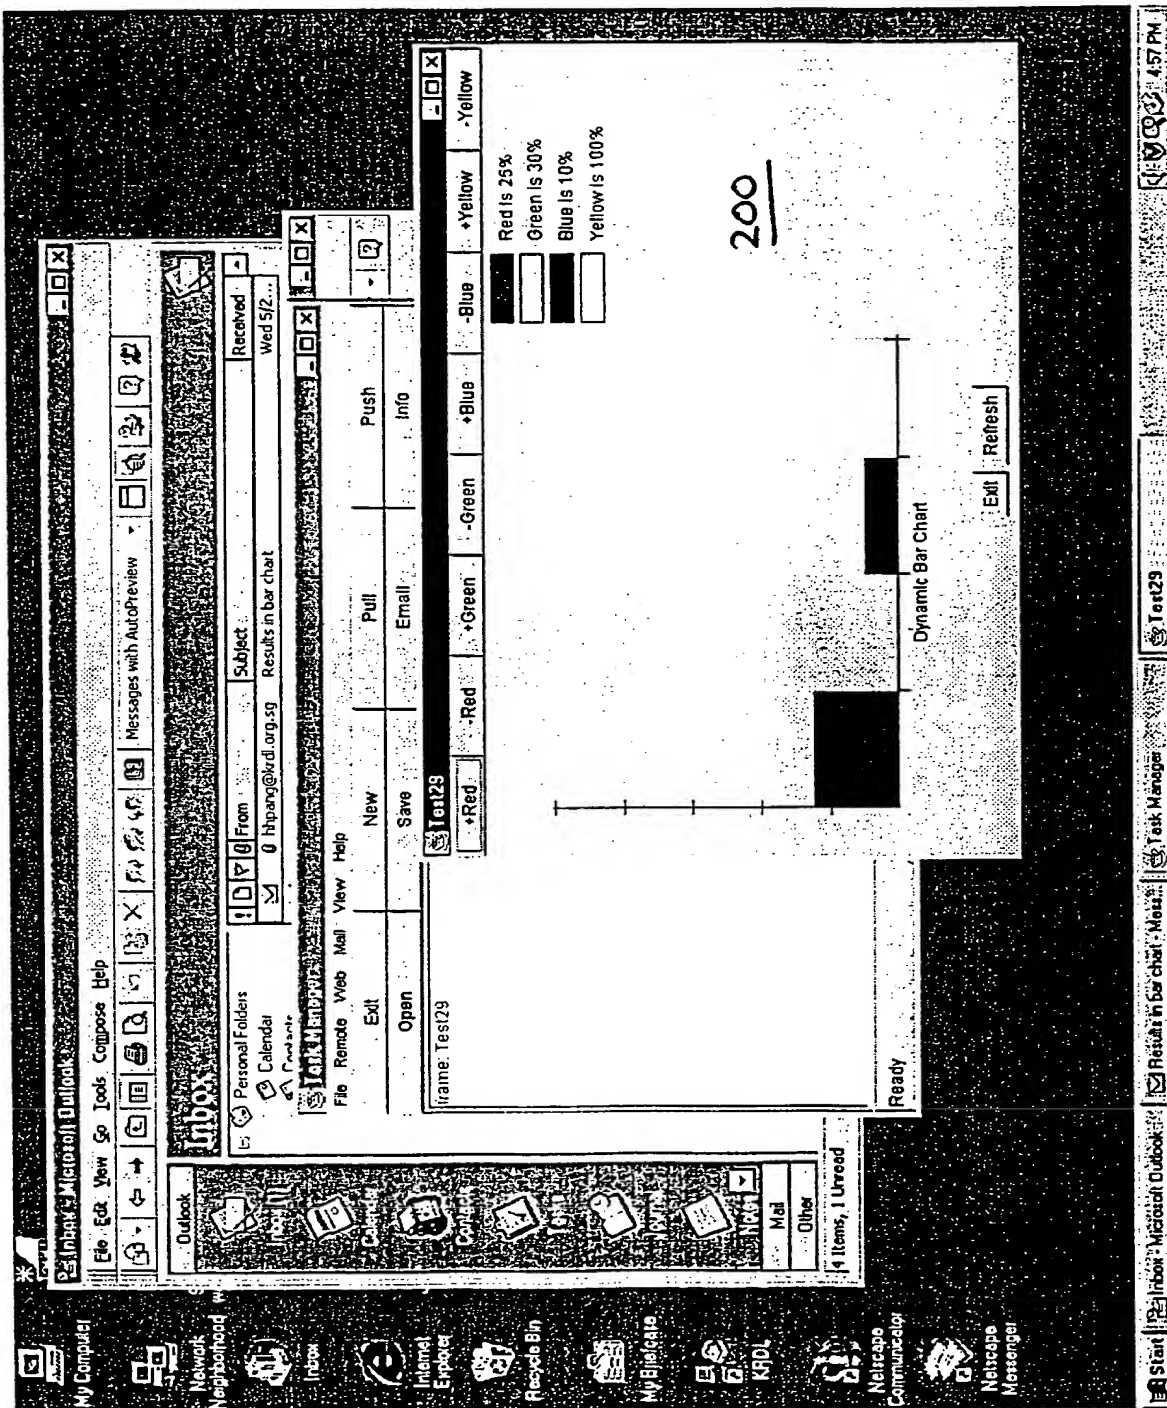 My Computer
Network
Neighborhood
Inbox
Internet
Explorer
Recycle Bin
My Briefcase
KRDL
Netscape
Communicator
Netscape
Messenger
Inbox - Microsoft Outlook
File Edit View Go Tools Compose Help
Messages with AutoPreview
Outlook
Inbox
Calendar
Mail
Other
4 Items, 1 Unread
Personal Folders
Calendar
Contacts
From Subject Received
hhpang@krdl.org.sg Results in bar chart Wed 5/2...
Task Manager
File Remote Web Mail View Help
Exit New Pull Push
Open Save Email Info
frame: Test29
Ready
Test29
+Red -Red +Green -Green +Blue -Blue +Yellow -Yellow
Red is 25%
Green is 30%
Blue is 10%
Yellow is 100%
200
Dynamic Bar Chart
Exit Refresh
Start Inbox - Microsoft Outlook Results in bar chart - Mess... Task Manager Test29 4:57 PM